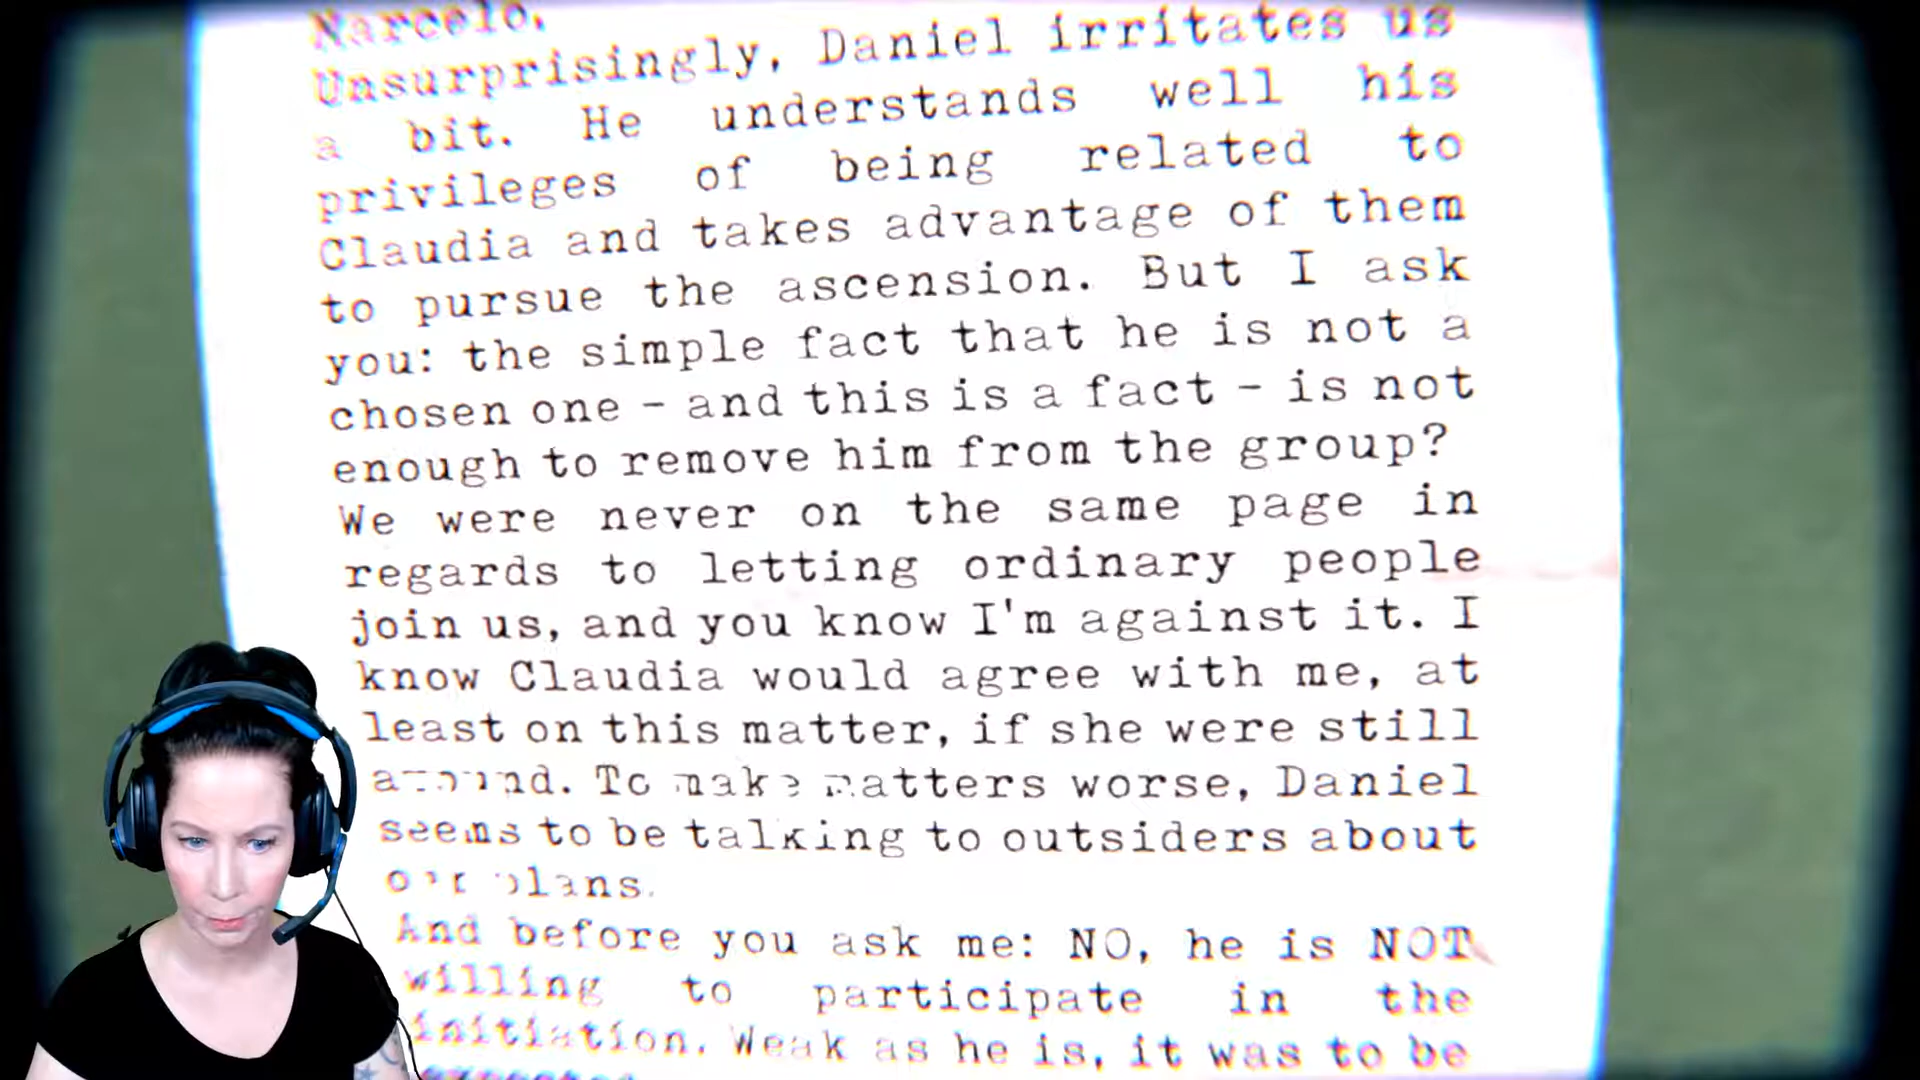 Narcelo,
Unsurprisingly, Daniel irritates us
a bit. He understands well his
privileges of being related to
Claudia and takes advantage of them
to pursue the ascension. But I ask
you: the simple fact that he is not a
chosen one - and this is a fact - is not
enough to remove him from the group?
We were never on the same page in
regards to letting ordinary people
join us, and you know I'm against it. I
know Claudia would agree with me, at
least on this matter, if she were still
around. To make matters worse, Daniel
seems to be talking to outsiders about
our plans.
And before you ask me: NO, he is NOT
willing to participate in the
initiation. Weak as he is, it was to be